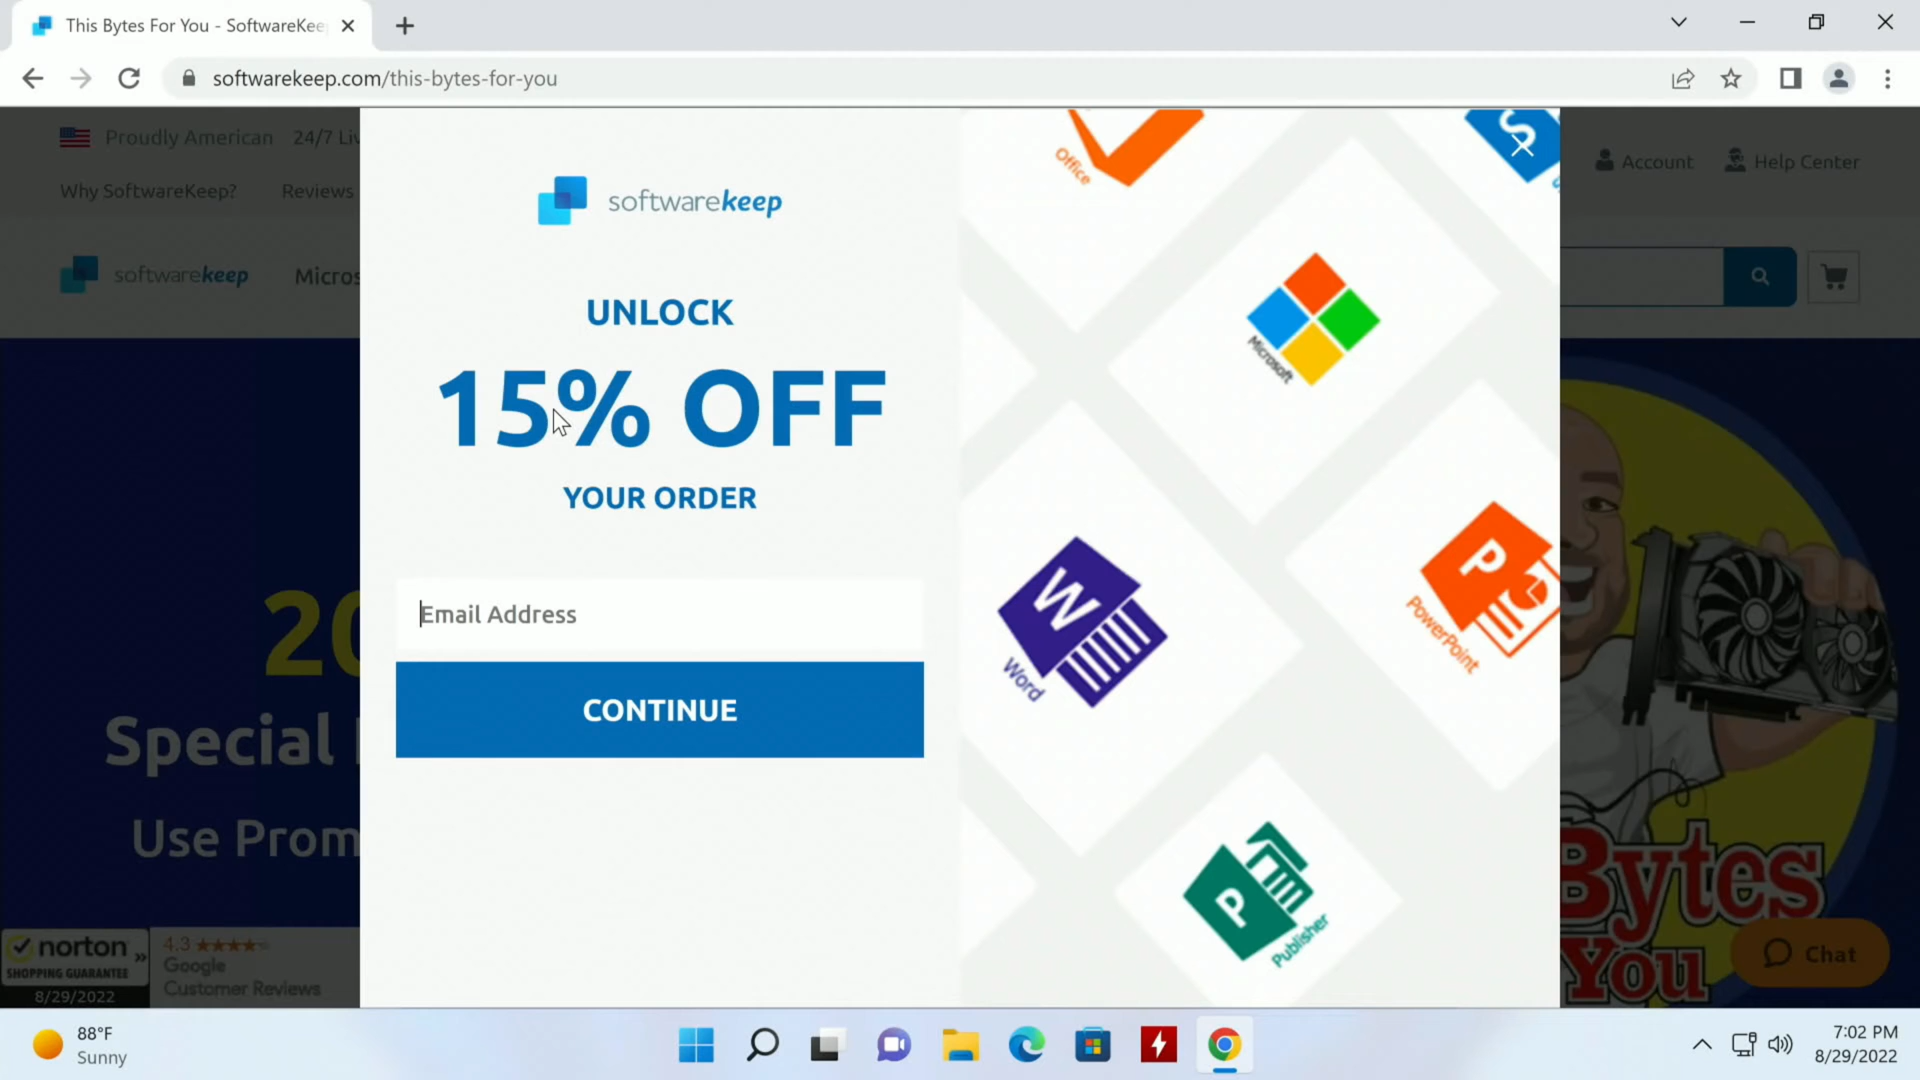 This Bytes For You - SoftwareKee
softwarekeep.com/this-bytes-for-you
Proudly American 24/7 Li
Why SoftwareKeep? Reviews
Account Help Center
softwarekeep
Micros
softwarekeep
UNLOCK
15% OFF
YOUR ORDER
Email Address
CONTINUE
Office
S
Microsoft
W
Word
P
PowerPoint
P
Publisher
20
Special
Use Prom
Bytes
You
norton
SHOPPING GUARANTEE
8/29/2022
4.3
Google
Customer Reviews
Chat
88°F
Sunny
7:02 PM
8/29/2022